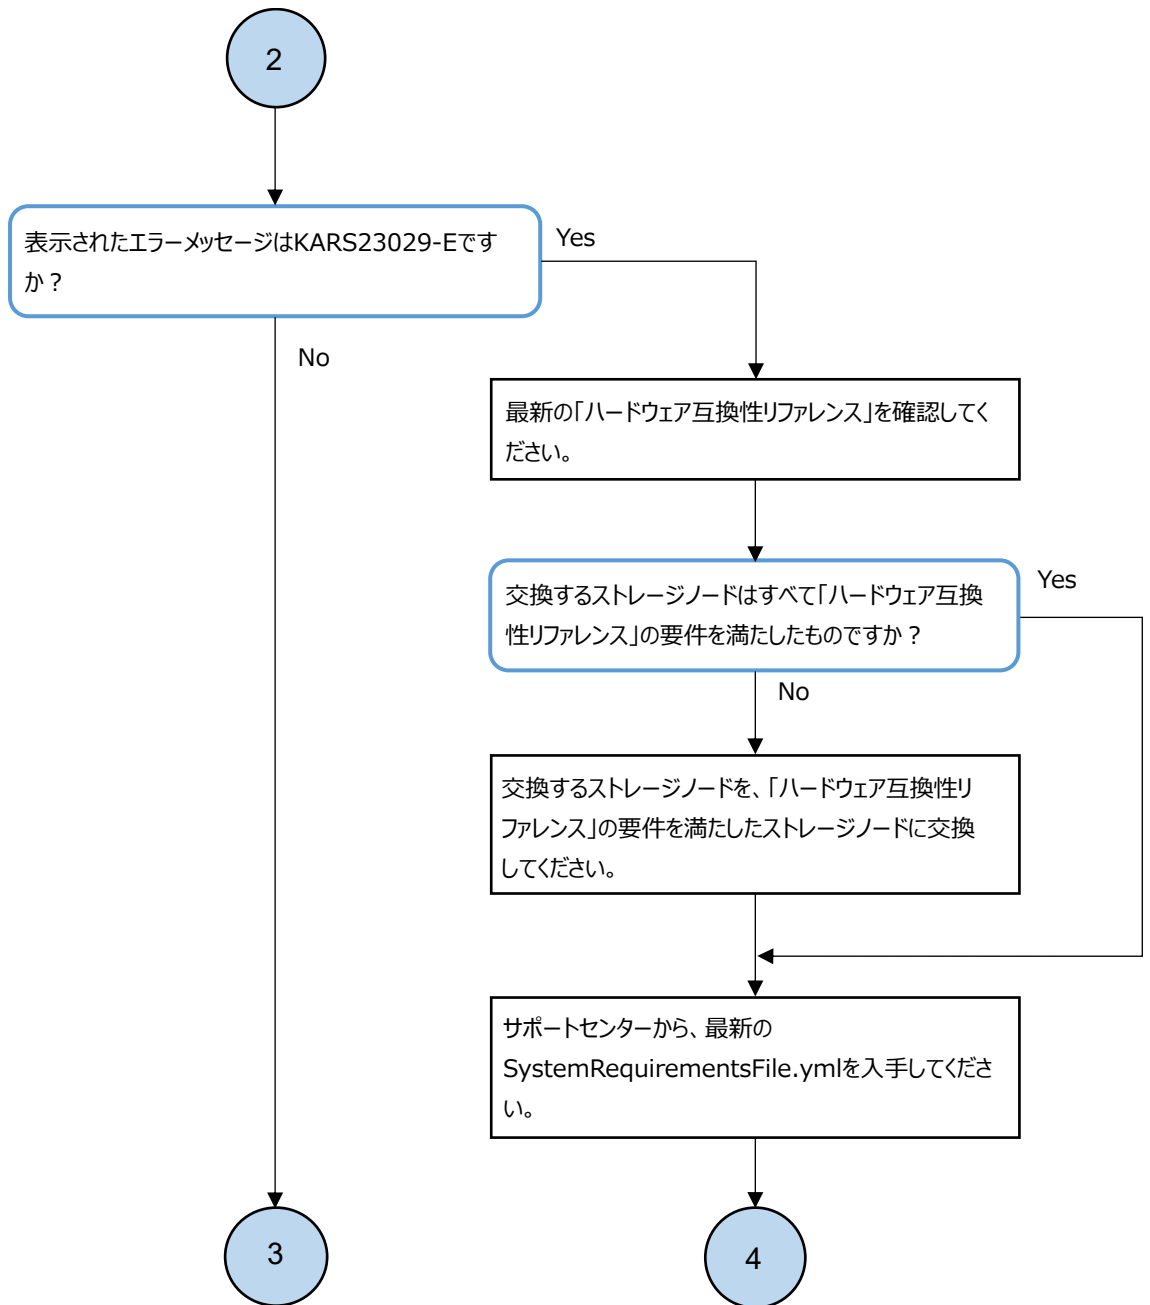 2
表示されたエラーメッセージはKARS23029-Eです
か？
Yes
No
最新の「ハードウェア互換性リファレンス」を確認してく
ださい。
交換するストレージノードはすべて「ハードウェア互換
性リファレンス」の要件を満たしたものですか？
Yes
No
交換するストレージノードを、「ハードウェア互換性リ
ファレンス」の要件を満たしたストレージノードに交換
してください。
サポートセンターから、最新の
SystemRequirementsFile.ymlを入手してくださ
い。
3
4